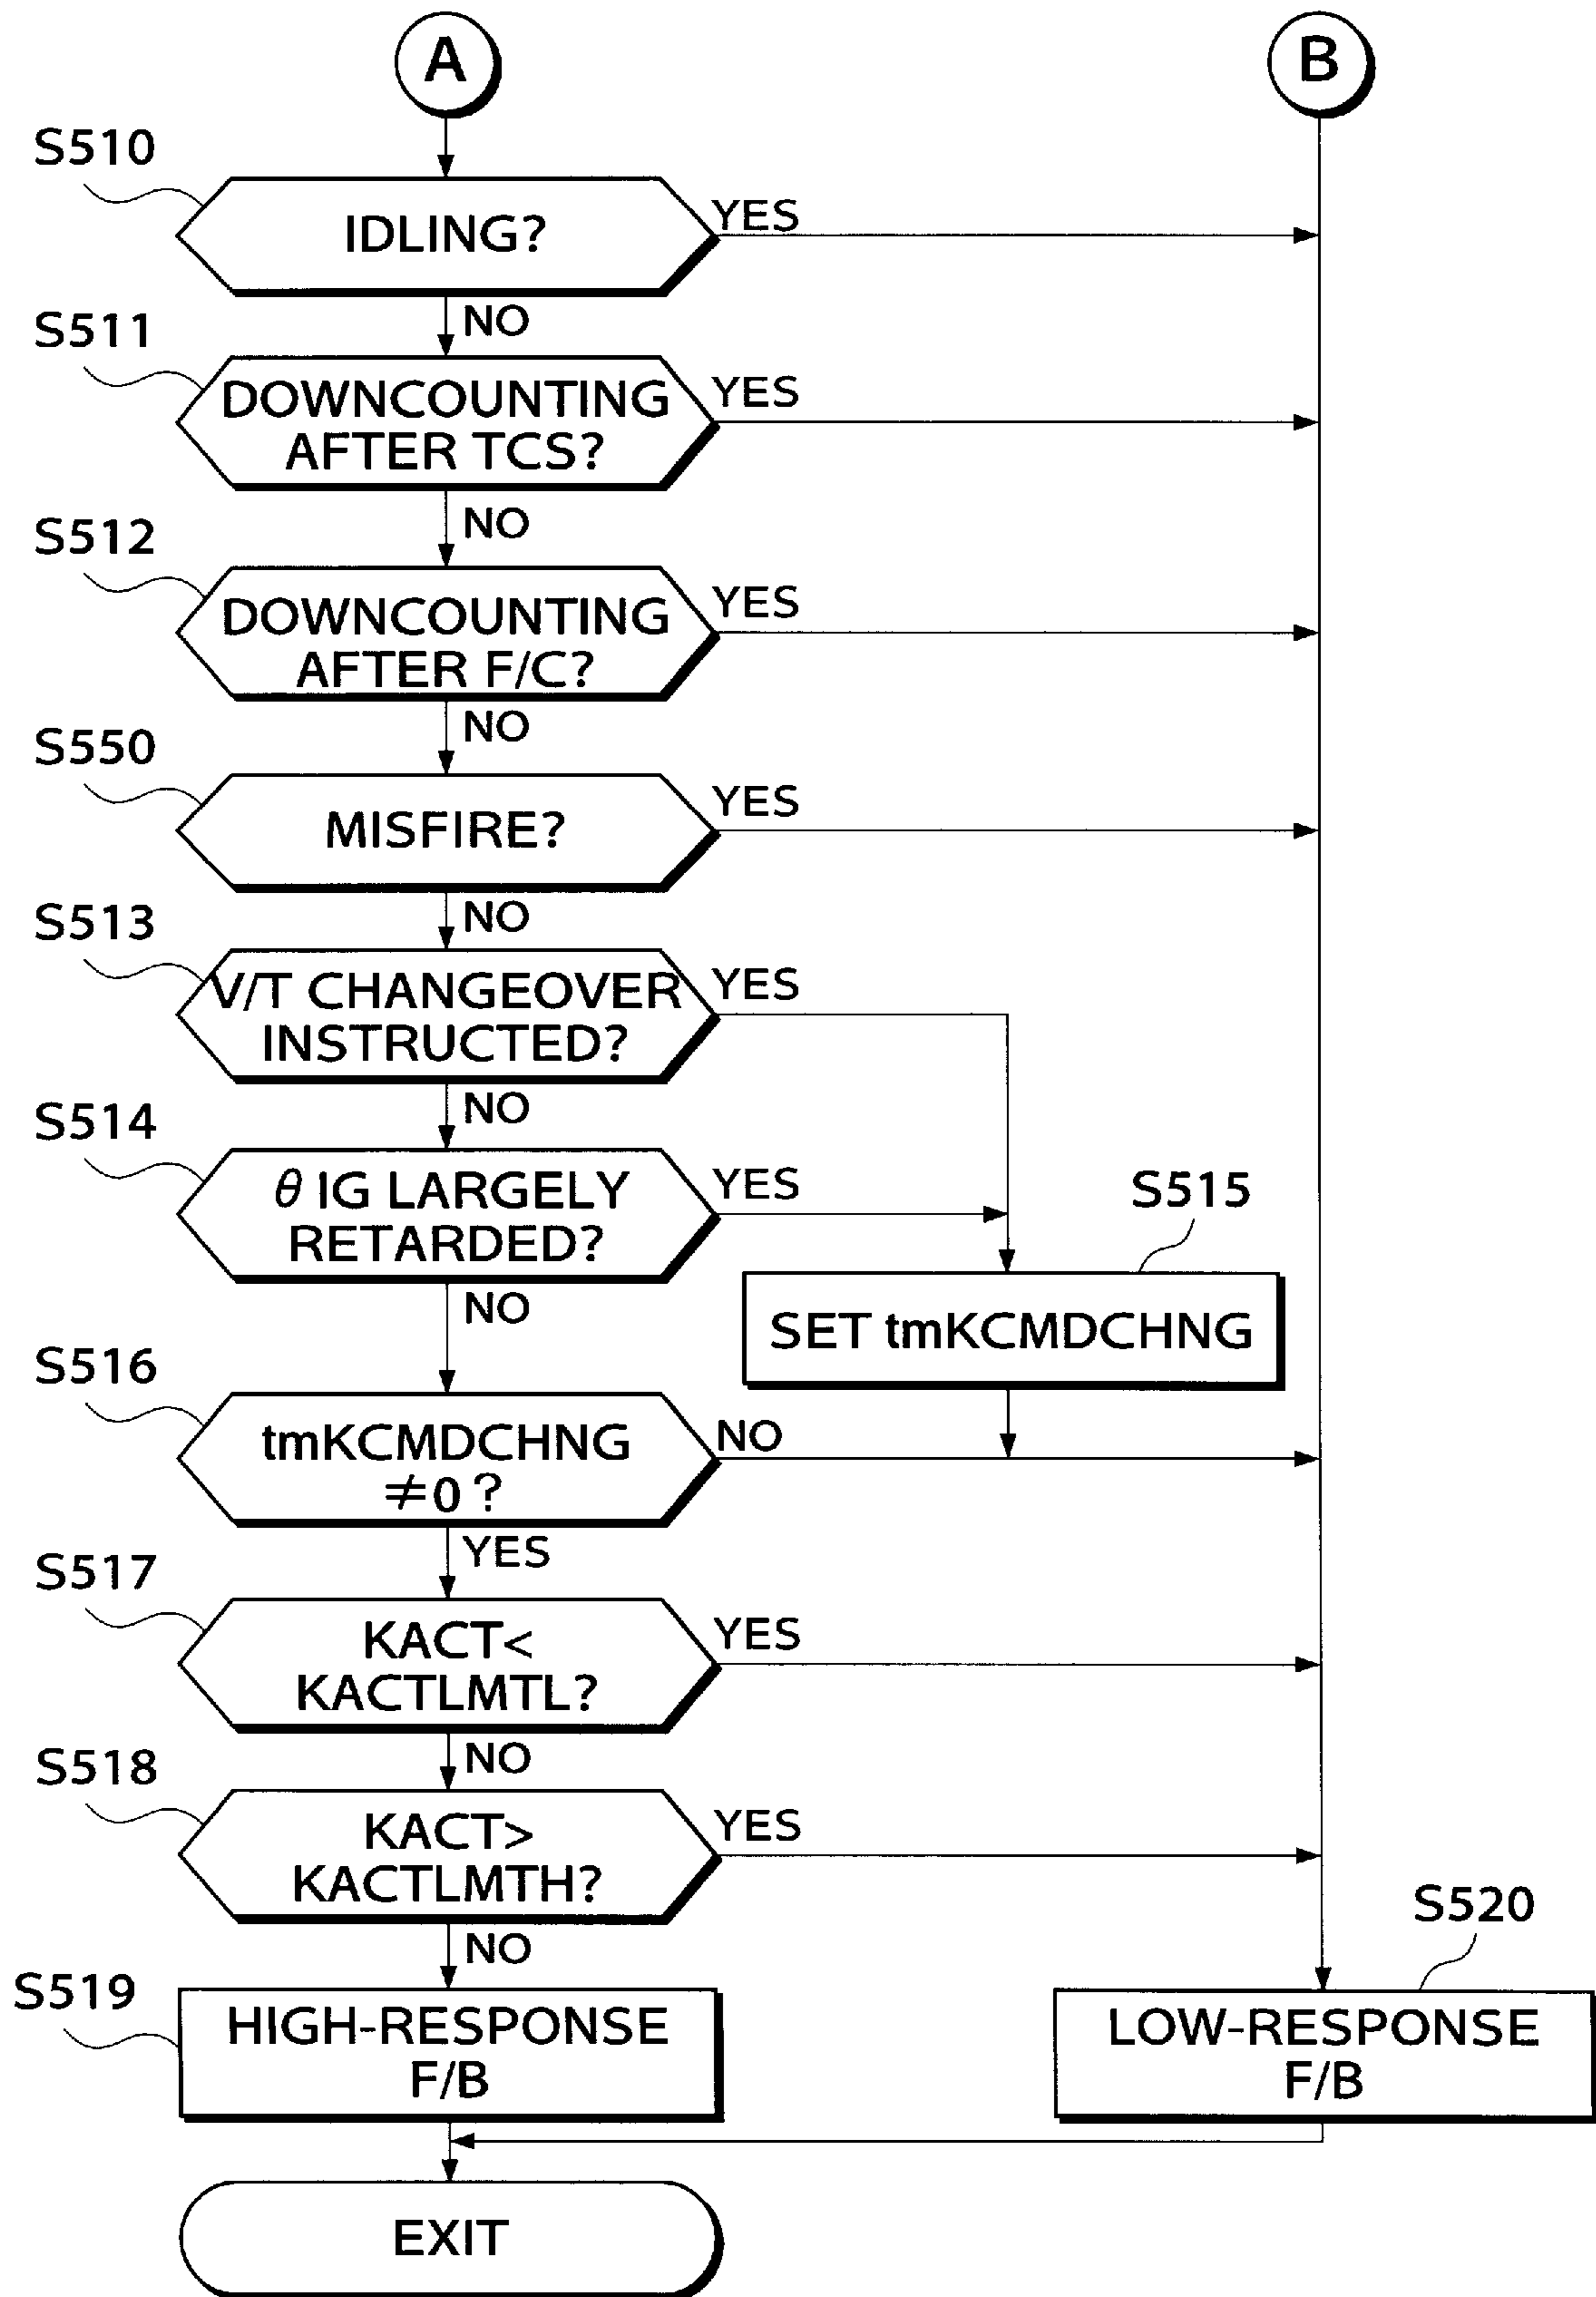 A
B
S510
IDLING?
YES
NO
S511
DOWNCOUNTING
AFTER TCS?
YES
NO
S512
DOWNCOUNTING
AFTER F/C?
YES
NO
S550
MISFIRE?
YES
NO
S513
V/T CHANGEOVER
INSTRUCTED?
YES
NO
S514
θ IG LARGELY
RETARDED?
YES
NO
S515
SET tmKCMDCHNG
S516
tmKCMDCHNG
≠0 ?
NO
YES
S517
KACT<
KACTLMTL?
YES
NO
S518
KACT>
KACTLMTH?
YES
NO
S519
HIGH-RESPONSE
F/B
S520
LOW-RESPONSE
F/B
EXIT